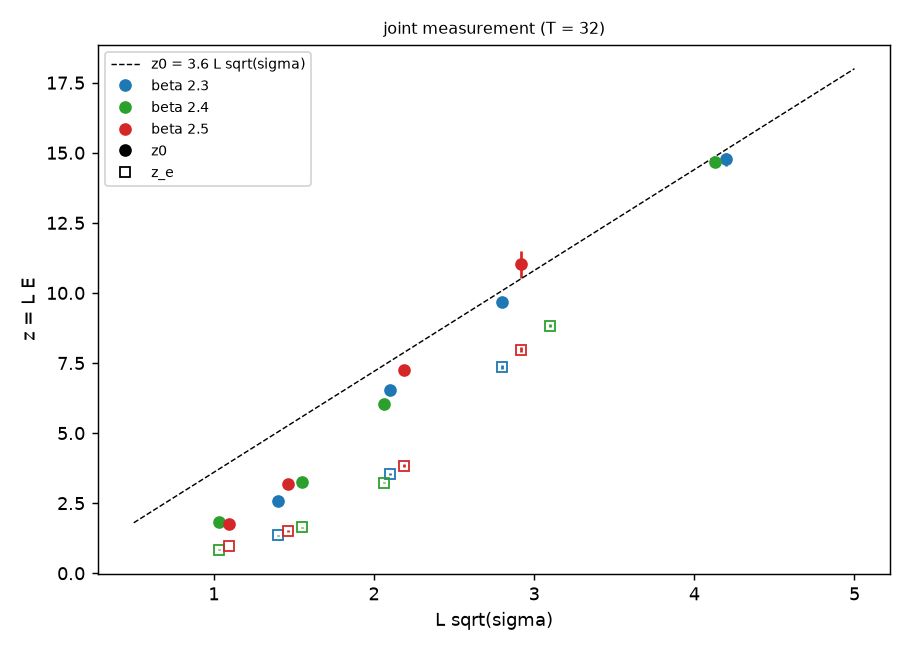 joint measurement (T = 32)
z0 = 3.6 L sqrt(sigma)
beta 2.3
beta 2.4
beta 2.5
z0
z_e
z = L E
17.5
15.0
12.5
10.0
7.5
5.0
2.5
0.0
1 2 3 4 5
L sqrt(sigma)